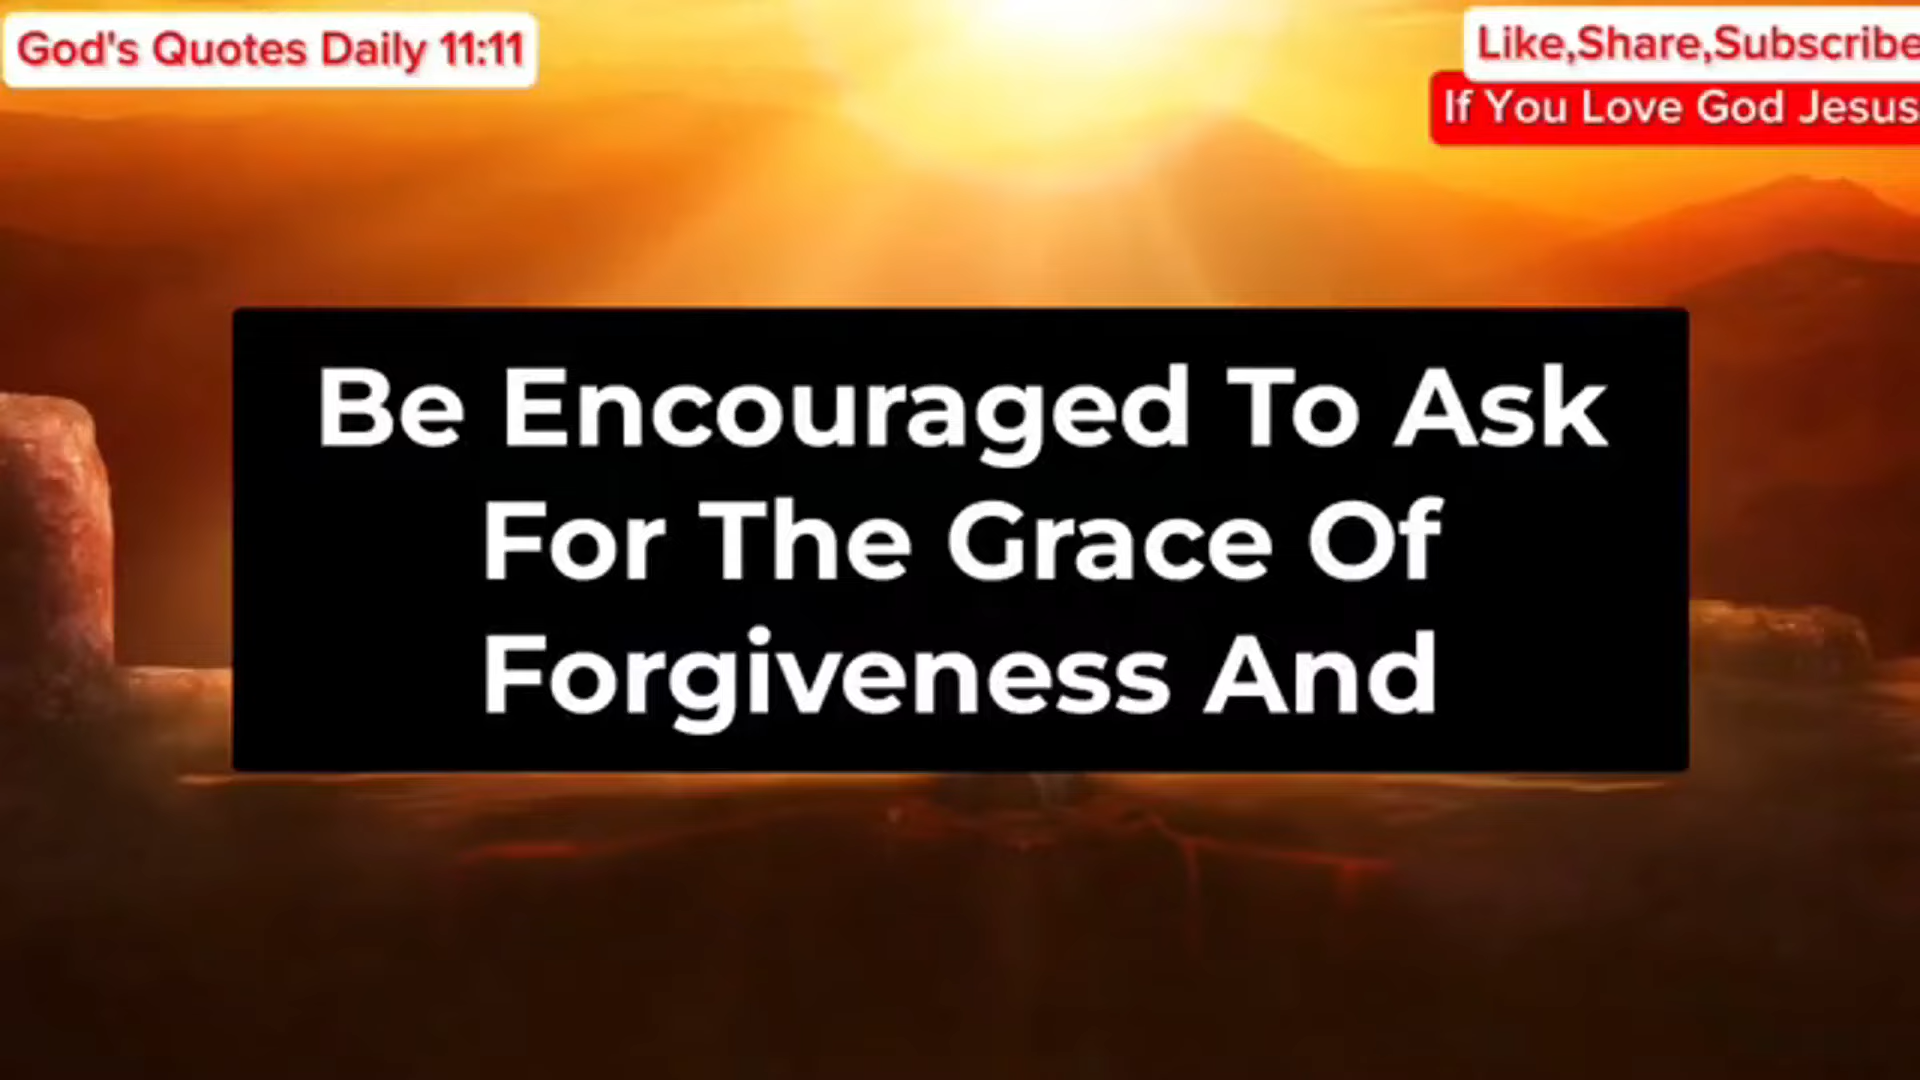 God's Quotes Daily 11:11
Like,Share,Subscribe
If You Love God Jesus
Be Encouraged To Ask
For The Grace Of
Forgiveness And